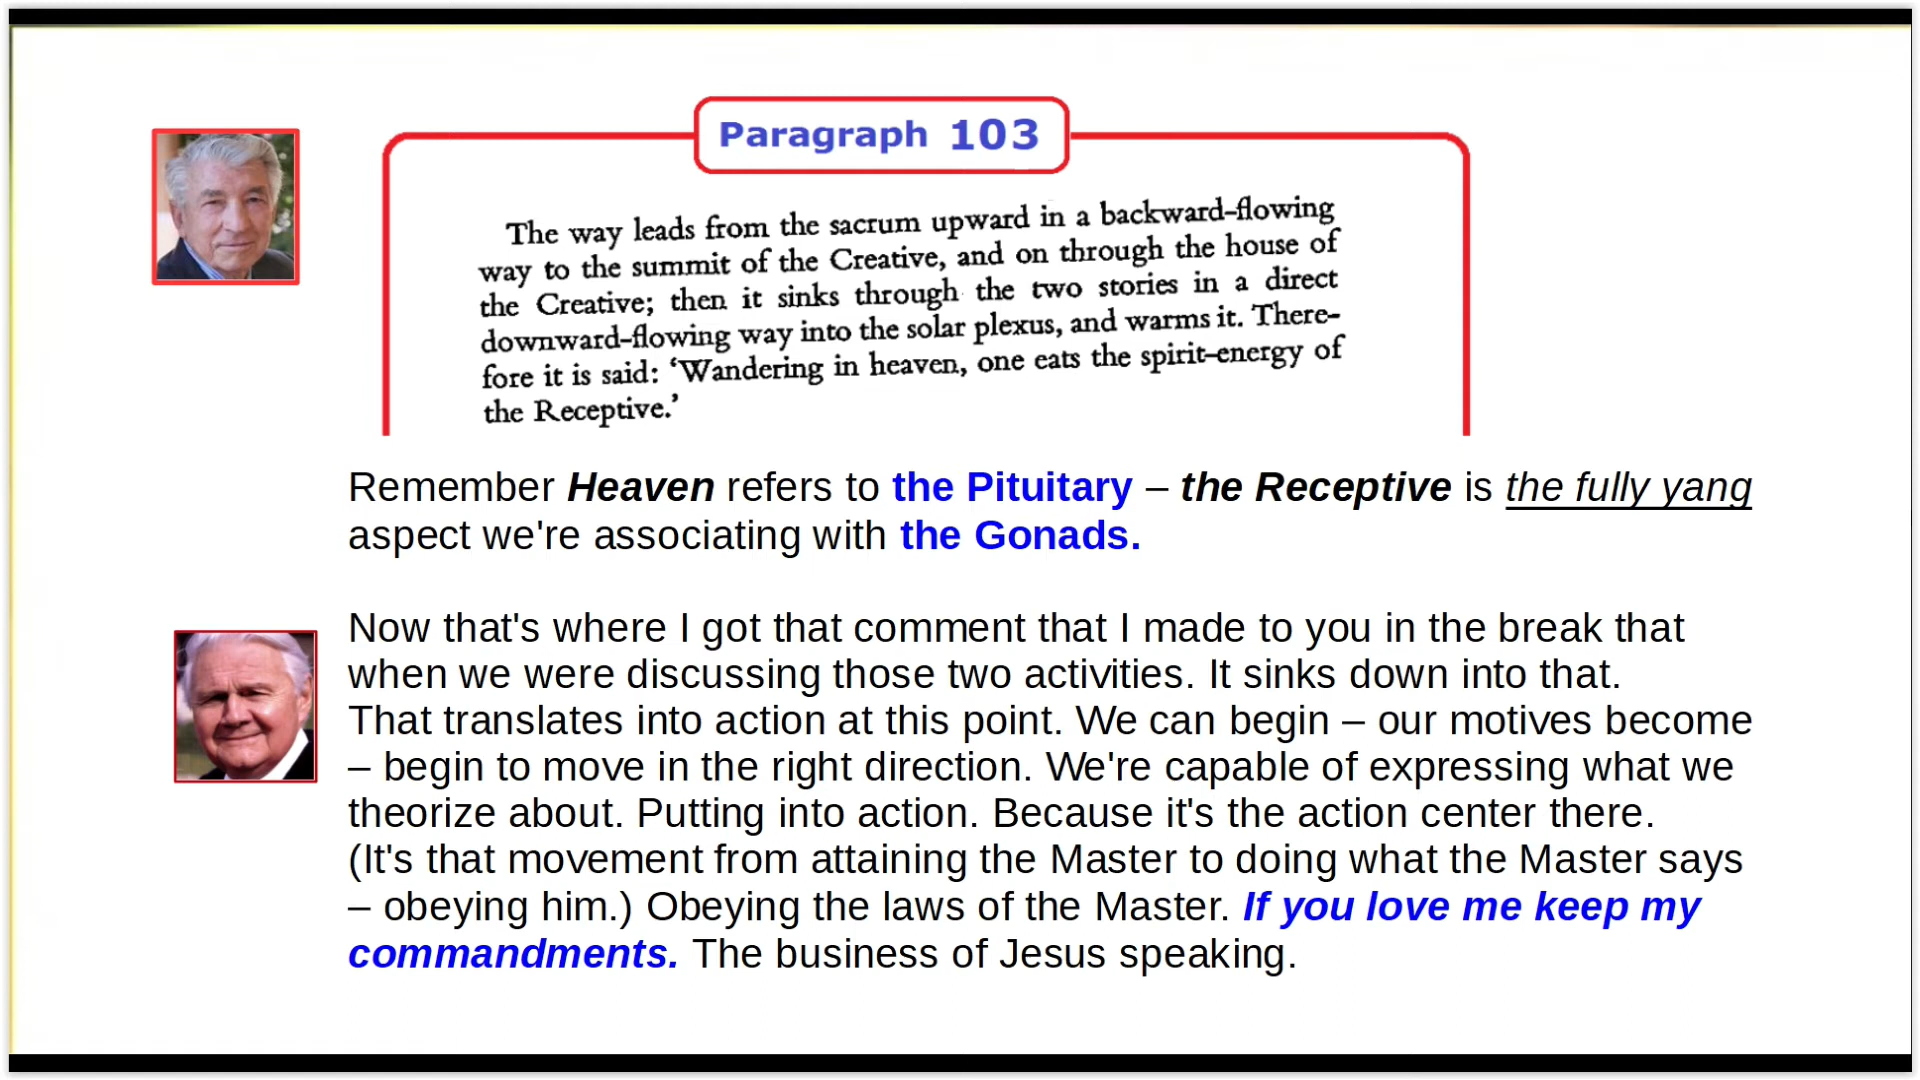 Paragraph 103
The way leads from the sacrum upward in a backward-flowing
way to the summit of the Creative, and on through the house of
the Creative; then it sinks through the two stories in a direct
downward-flowing way into the solar plexus, and warms it. There-
fore it is said: ‘Wandering in heaven, one eats the spirit-energy of
the Receptive.’
Remember Heaven refers to the Pituitary – the Receptive is the fully yang
aspect we're associating with the Gonads.
Now that's where I got that comment that I made to you in the break that
when we were discussing those two activities. It sinks down into that.
That translates into action at this point. We can begin – our motives become
– begin to move in the right direction. We're capable of expressing what we
theorize about. Putting into action. Because it's the action center there.
(It's that movement from attaining the Master to doing what the Master says
– obeying him.) Obeying the laws of the Master. If you love me keep my
commandments. The business of Jesus speaking.